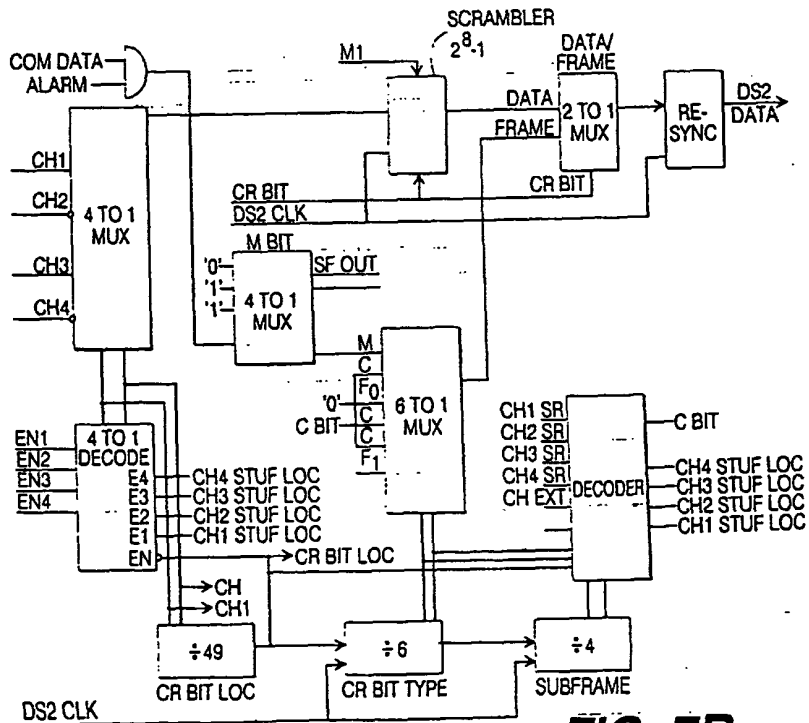 SCRAMBLER
2^8-1
COM DATA
ALARM
M1
DATA/
FRAME
DATA
FRAME
2 TO 1
MUX
RE-
SYNC
DS2
DATA
CH1
CH2
CH3
CH4
4 TO 1
MUX
CR BIT
DS2 CLK
CR BIT
M BIT
'0'
'1'
'1'
4 TO 1
MUX
SF OUT
M
C
F0
'0'
C
C BIT
C
F1
6 TO 1
MUX
CH1 SR
CH2 SR
CH3 SR
CH4 SR
CH EXT
DECODER
C BIT
CH4 STUF LOC
CH3 STUF LOC
CH2 STUF LOC
CH1 STUF LOC
EN1
EN2
EN3
EN4
4 TO 1
DECODE
E4
E3
E2
E1
EN
CH4 STUF LOC
CH3 STUF LOC
CH2 STUF LOC
CH1 STUF LOC
CR BIT LOC
CH
CH1
÷49
CR BIT LOC
÷6
CR BIT TYPE
÷4
SUBFRAME
DS2 CLK